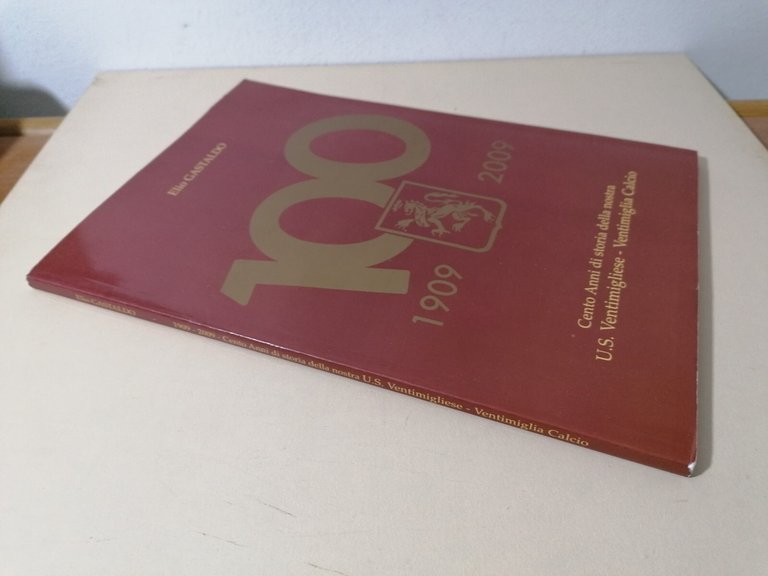 Elio GASTALDO
100
1909
2009
Cento Anni di storia della nostra
U.S. Ventimigliese - Ventimiglia Calcio
Elio GASTALDO
1909 - 2009 - Cento Anni di storia della nostra U.S. Ventimigliese - Ventimiglia Calcio